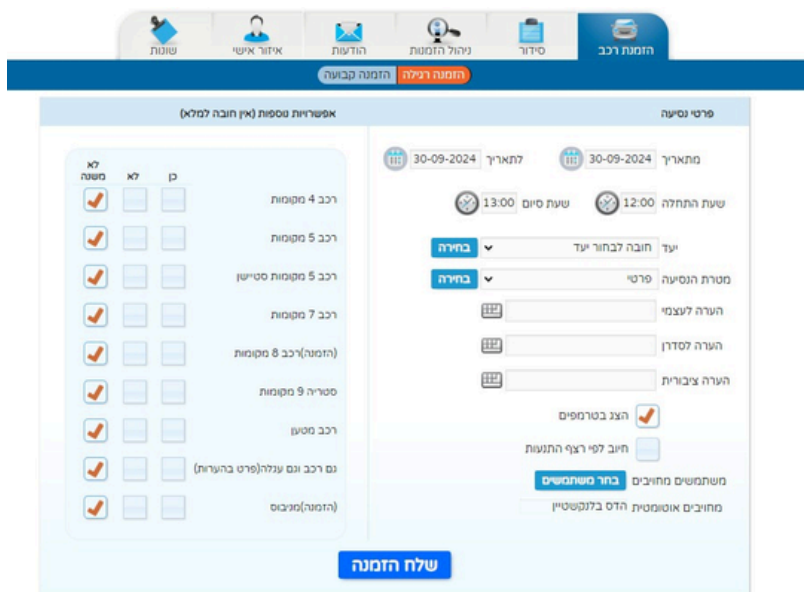 הזמנת רכב
סידור
ניהול הזמנות
הודעות
איזור אישי
שונות
הזמנה רגילה
הזמנה קבועה
פרטי נסיעה
מתאריך 30-09-2024 לתאריך 30-09-2024
שעת התחלה 12:00 שעת סיום 13:00
יעד חובה לבחור יעד בחירה
מטרת הנסיעה פרטי בחירה
הערה לעצמי
הערה לסדרן
הערה ציבורית
הצג בטרמפים
חיוב לפי רצף התנעות
משתמשים מחויבים בחר משתמשים
מחויבים אוטומטית הדס בלנקשטיין
אפשרויות נוספות (אין חובה למלא)
כן לא לא משנה
רכב 4 מקומות
רכב 5 מקומות
רכב 5 מקומות סטיישן
רכב 7 מקומות
(הזמנה)רכב 8 מקומות
סטריה 9 מקומות
רכב מטען
גם רכב וגם עגלה(פרט בהערות)
(הזמנה)מניבוס
שלח הזמנה